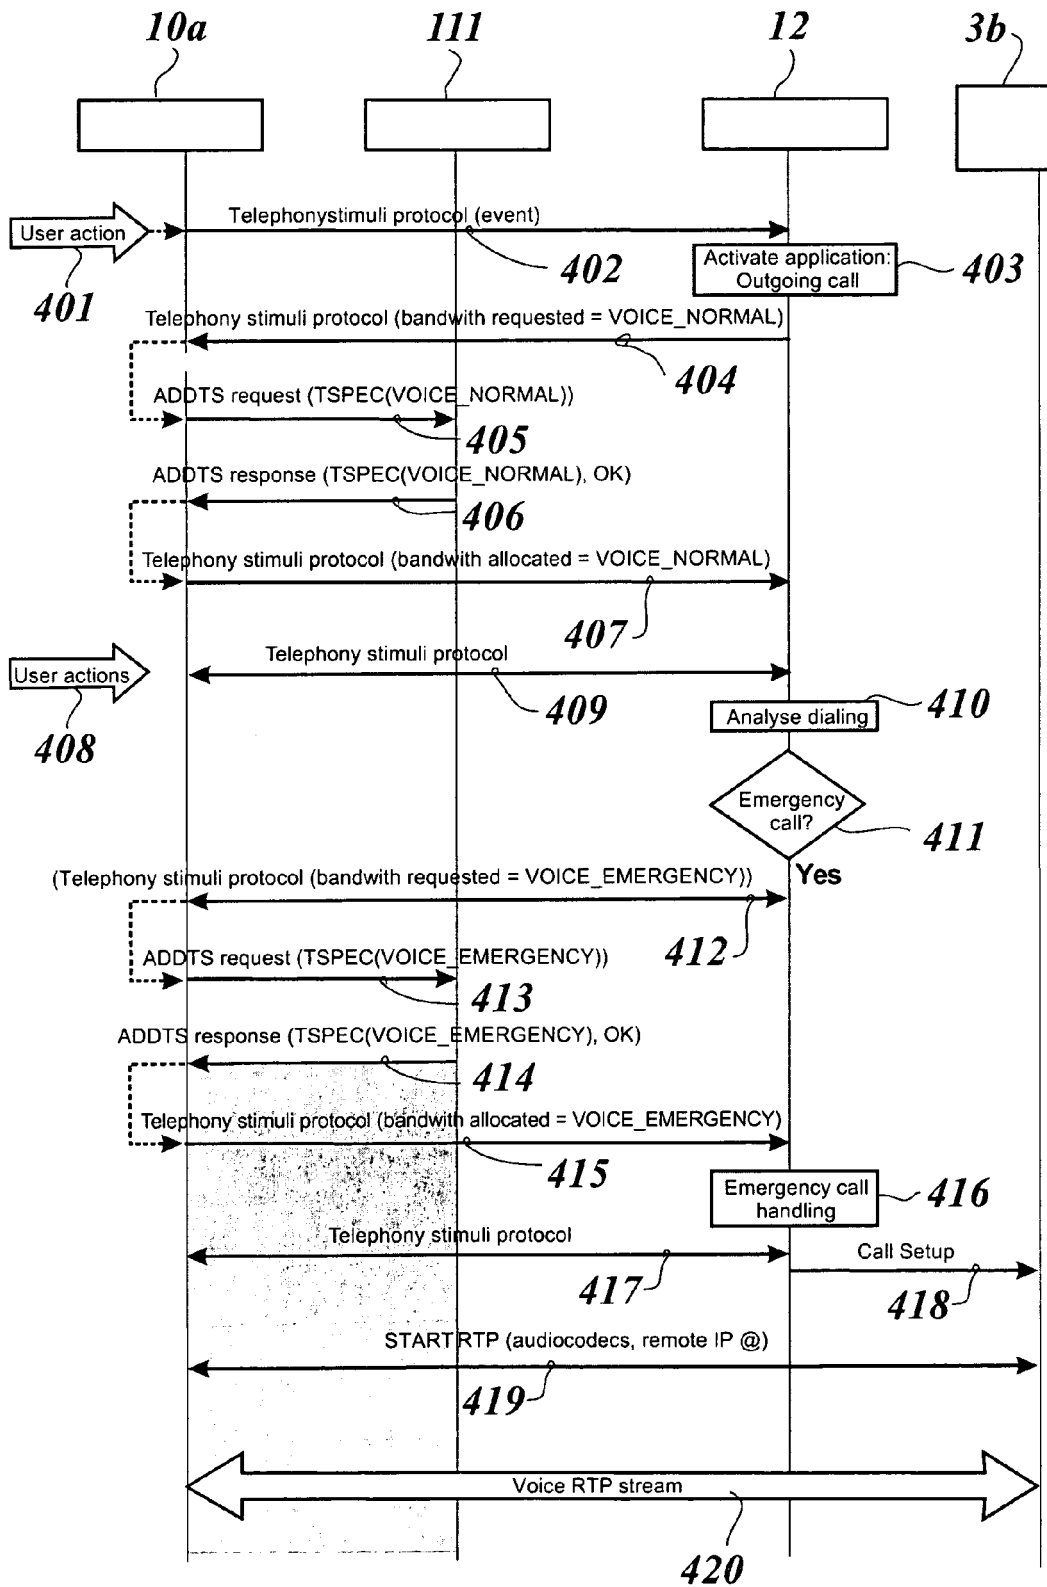 10a 111 12 3b
Telephonystimuli protocol (event)
User action
402
401
Activate application:
Outgoing call
403
Telephony stimuli protocol (bandwith requested = VOICE_NORMAL)
404
ADDTS request (TSPEC(VOICE_NORMAL))
405
ADDTS response (TSPEC(VOICE_NORMAL), OK)
406
Telephony stimuli protocol (bandwith allocated = VOICE_NORMAL)
407
User actions
408
Telephony stimuli protocol
409
Analyse dialing
410
Emergency
call?
411
Yes
(Telephony stimuli protocol (bandwith requested = VOICE_EMERGENCY))
412
ADDTS request (TSPEC(VOICE_EMERGENCY))
413
ADDTS response (TSPEC(VOICE_EMERGENCY), OK)
414
Telephony stimuli protocol (bandwith allocated = VOICE_EMERGENCY)
415
Emergency call
handling
416
Telephony stimuli protocol
417
Call Setup
418
START RTP (audiocodecs, remote IP @)
419
Voice RTP stream
420